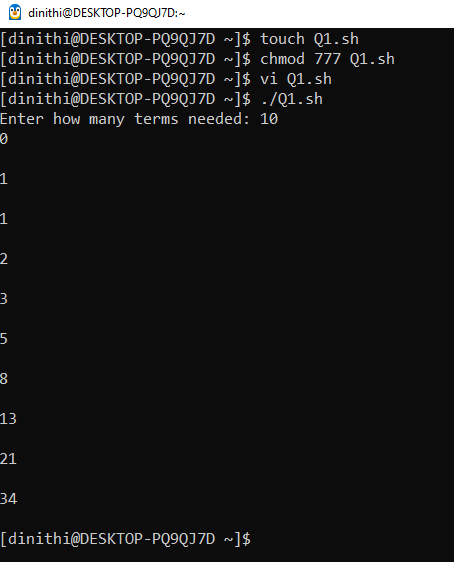 dinithi@DESKTOP-PQ9QJ7D:~
[dinithi@DESKTOP-PQ9QJ7D ~]$ touch Q1.sh
[dinithi@DESKTOP-PQ9QJ7D ~]$ chmod 777 Q1.sh
[dinithi@DESKTOP-PQ9QJ7D ~]$ vi Q1.sh
[dinithi@DESKTOP-PQ9QJ7D ~]$ ./Q1.sh
Enter how many terms needed: 10
0
1
1
2
3
5
8
13
21
34
[dinithi@DESKTOP-PQ9QJ7D ~]$